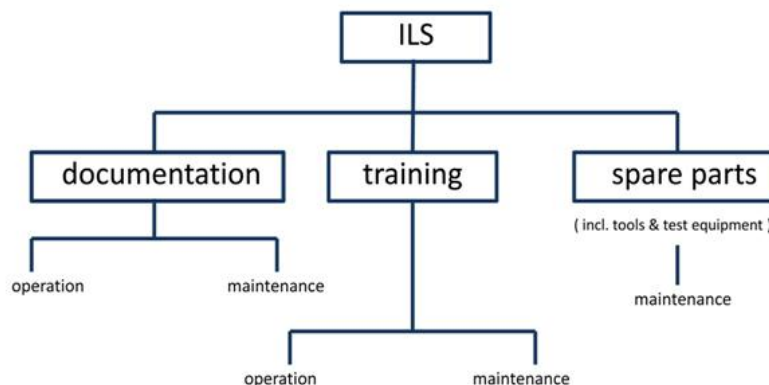 ILS
documentation
training
spare parts
( incl. tools & test equipment )
operation
maintenance
maintenance
operation
maintenance